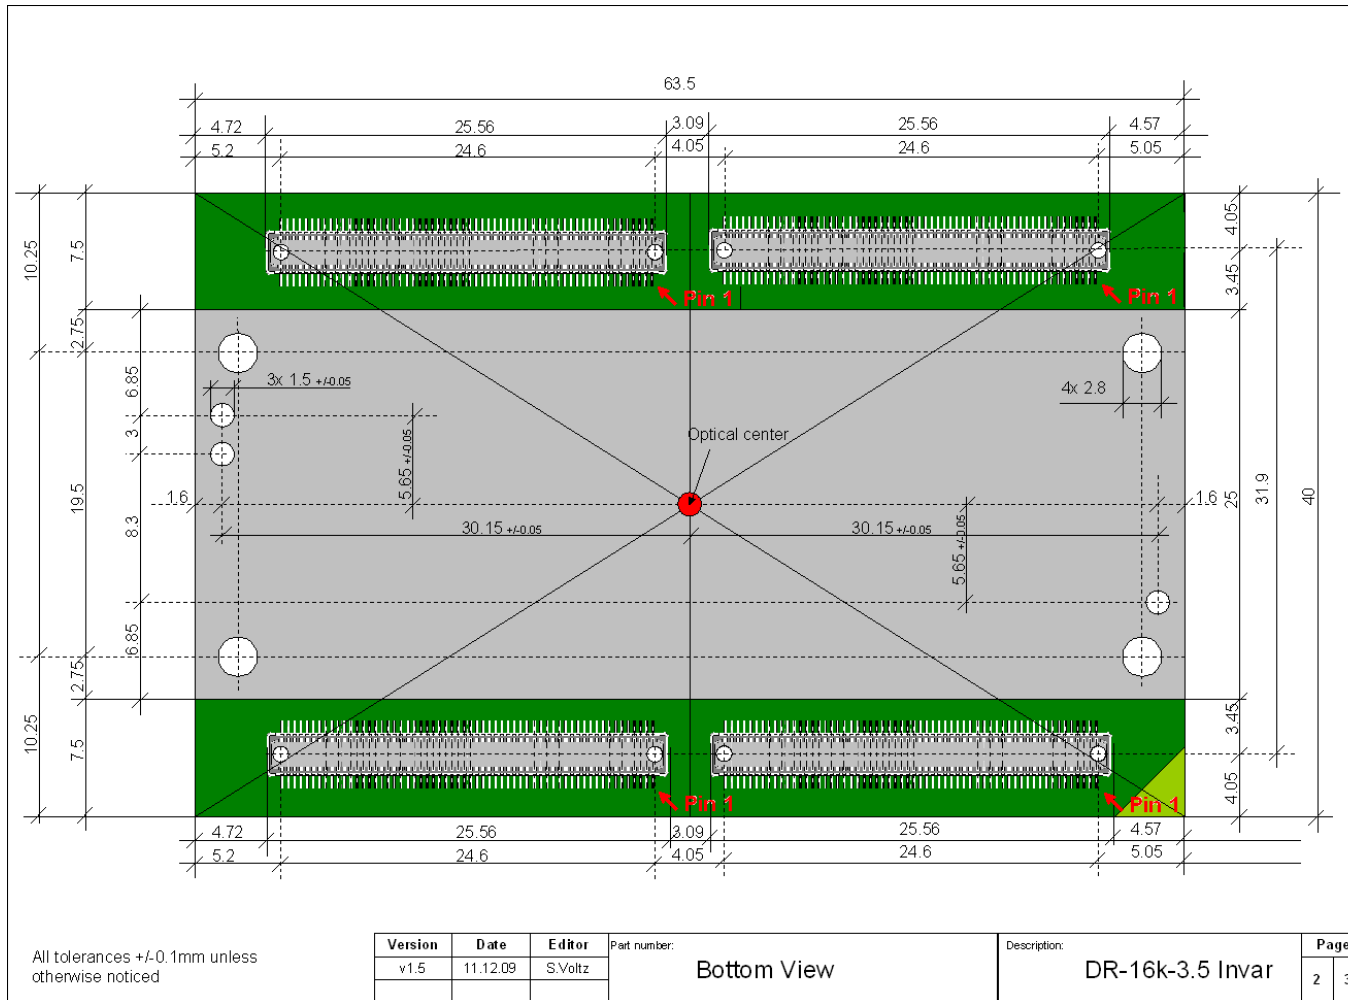 63.5
4.72 25.56 3.09 25.56 4.57
5.2 24.6 4.05 24.6 5.05
10.25
7.5
4.05
3.45
Pin 1
Pin 1
2.75
6.85
3x 1.5 +/-0.05
4x 2.8
3
5.65 +/-0.05
Optical center
1.6
1.6
19.5
8.3
25
31.9
40
30.15 +/-0.05
30.15 +/-0.05
5.65 +/-0.05
6.85
2.75
10.25
7.5
3.45
4.05
Pin 1
Pin 1
4.72 25.56 3.09 25.56 4.57
5.2 24.6 4.05 24.6 5.05
All tolerances +/-0.1mm unless
otherwise noticed
Version Date Editor Part number: Description: Page
v1.5 11.12.09 S.Voltz Bottom View DR-16k-3.5 Invar 2 3